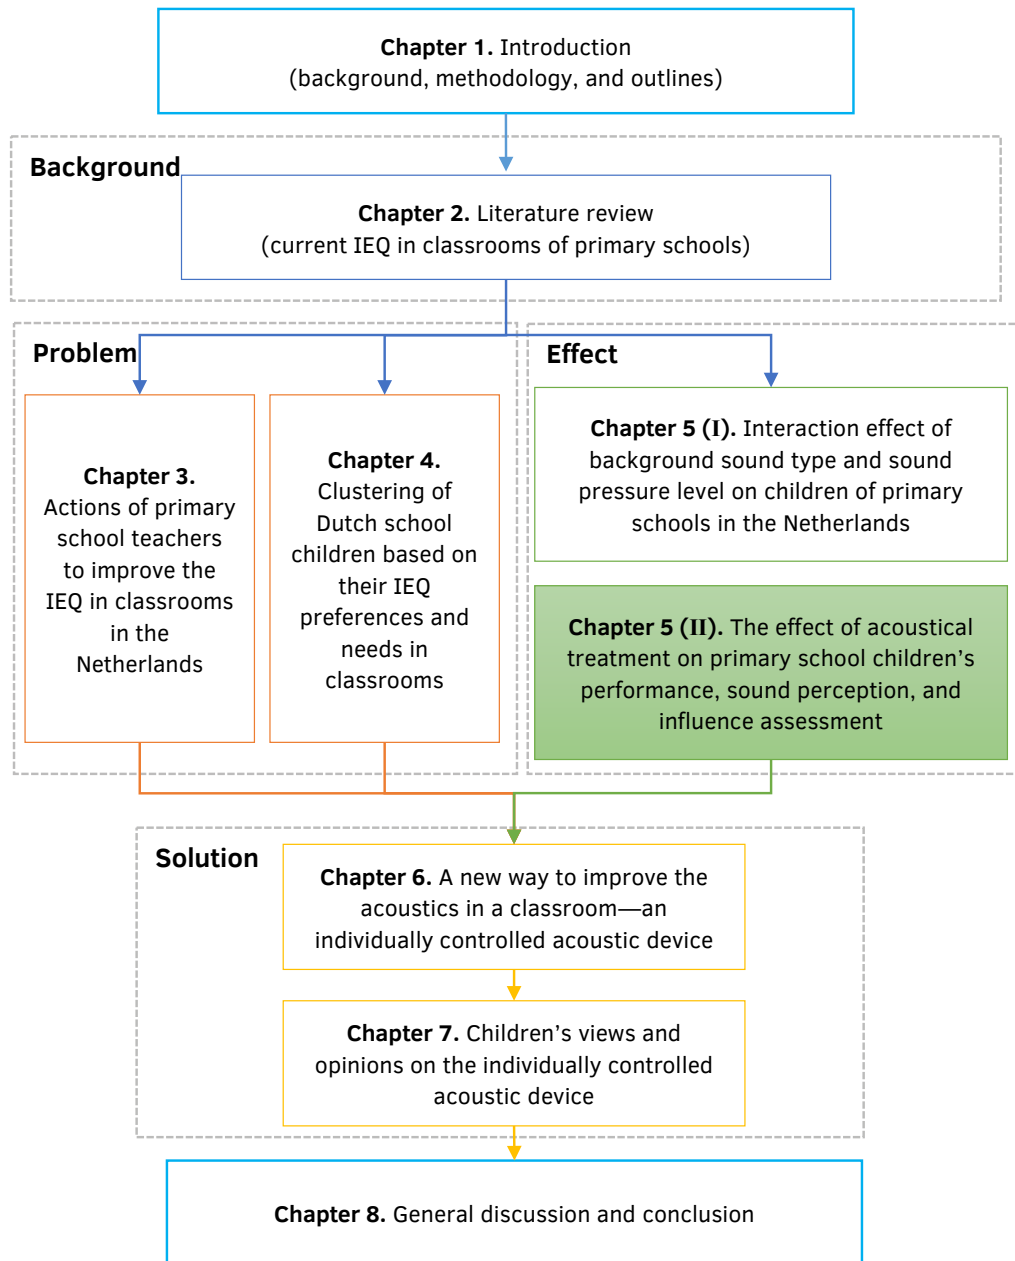 Chapter 1. Introduction
(background, methodology, and outlines)
Background
Chapter 2. Literature review
(current IEQ in classrooms of primary schools)
Problem
Chapter 3.
Actions of primary
school teachers
to improve the
IEQ in classrooms
in the
Netherlands
Chapter 4.
Clustering of
Dutch school
children based on
their IEQ
preferences and
needs in
classrooms
Effect
Chapter 5 (I). Interaction effect of
background sound type and sound
pressure level on children of primary
schools in the Netherlands
Chapter 5 (II). The effect of acoustical
treatment on primary school children’s
performance, sound perception, and
influence assessment
Solution
Chapter 6. A new way to improve the
acoustics in a classroom—an
individually controlled acoustic device
Chapter 7. Children’s views and
opinions on the individually controlled
acoustic device
Chapter 8. General discussion and conclusion